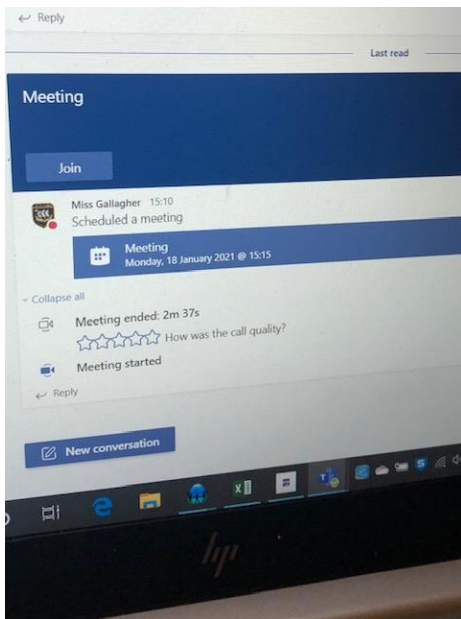 Reply
Last read
Meeting
Join
Miss Gallagher 15:10
Scheduled a meeting
Meeting
Monday, 18 January 2021 @ 15:15
Collapse all
Meeting ended: 2m 37s
How was the call quality?
Meeting started
Reply
New conversation
hp